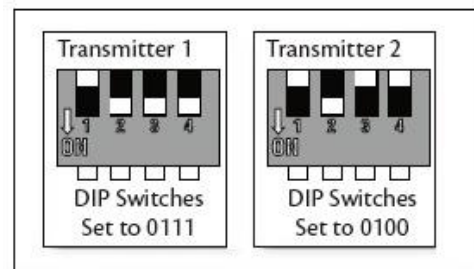 Transmitter 1
1 2 3 4
ON
DIP Switches
Set to 0111
Transmitter 2
1 2 3 4
ON
DIP Switches
Set to 0100